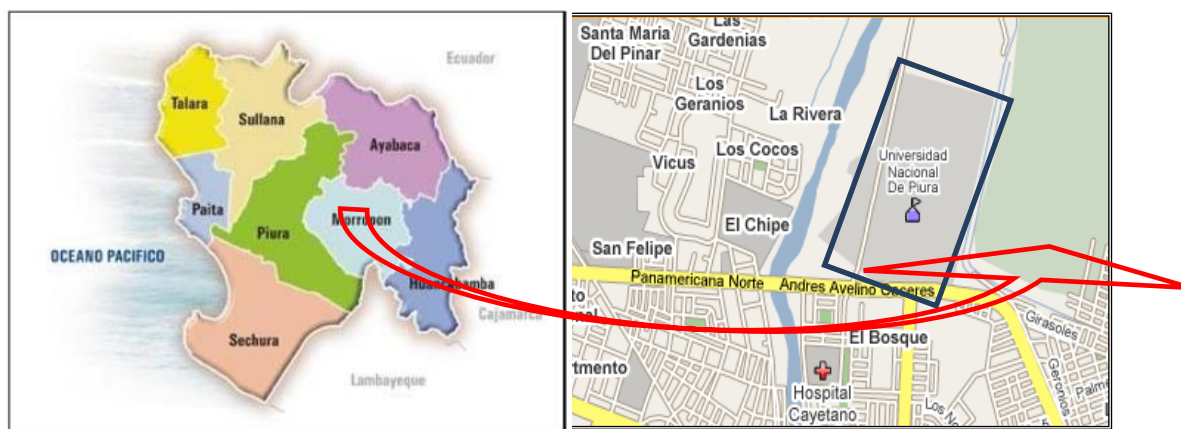 Ecuador
Talara
Sullana
Ayabaca
Paita
Morropon
Piura
OCEANO PACIFICO
Huancabamba
Cajamarca
Sechura
Lambayeque
Santa Maria
Del Pinar
Las
Gardenias
Los
Geranios
La Rivera
Los Cocos
Vicus
Universidad
Nacional
De Piura
El Chipe
San Felipe
Panamericana Norte
Andres Avelino Caceres
Girasoles
El Bosque
Geronios
Hospital
Cayetano